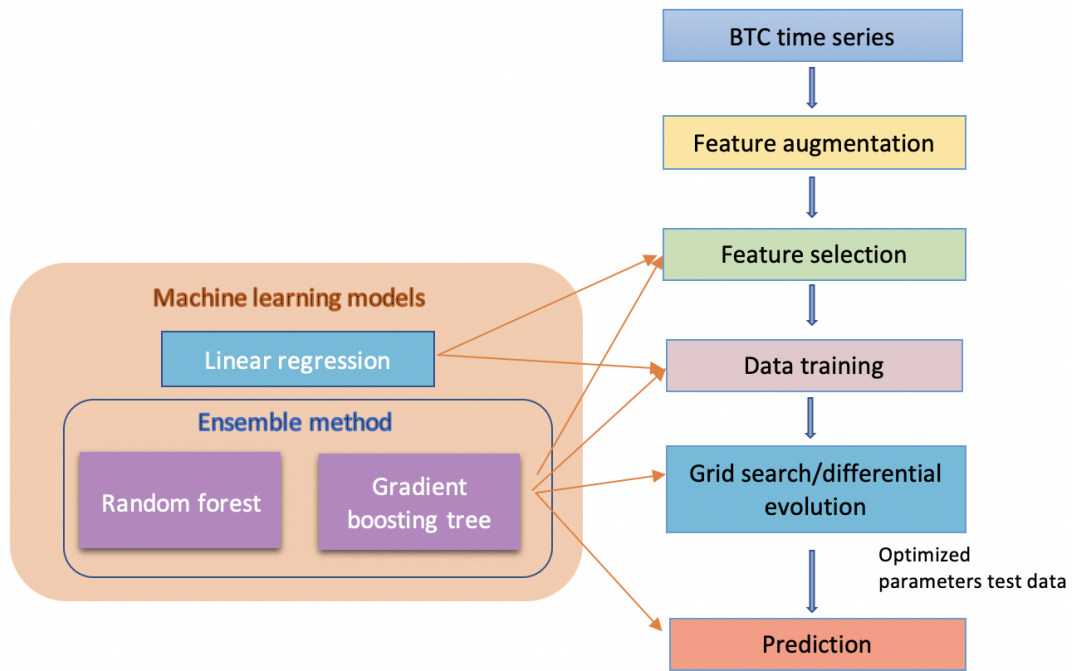 BTC time series
Feature augmentation
Feature selection
Machine learning models
Linear regression
Data training
Ensemble method
Random forest
Gradient
boosting tree
Grid search/differential
evolution
Optimized
parameters test data
Prediction